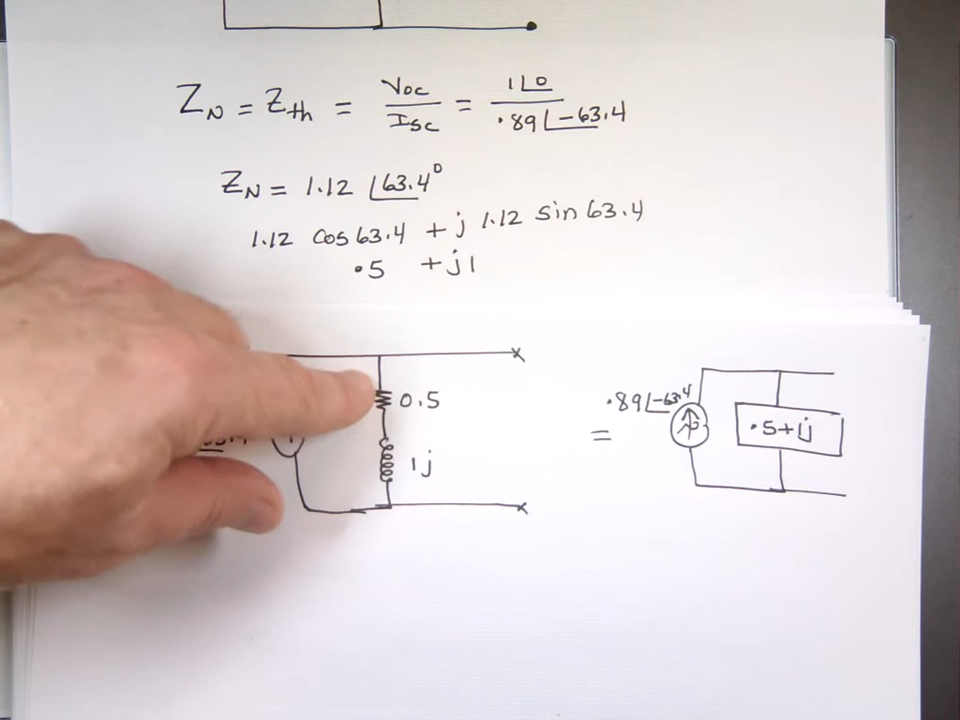 Z_N = Z_th = V_OC / I_SC = 1∠0 / .89∠-63.4
Z_N = 1.12 ∠63.4°
1.12 cos 63.4 + j 1.12 sin 63.4
.5 + j1
0.5
1j
= .89∠-63.4
.5+1j